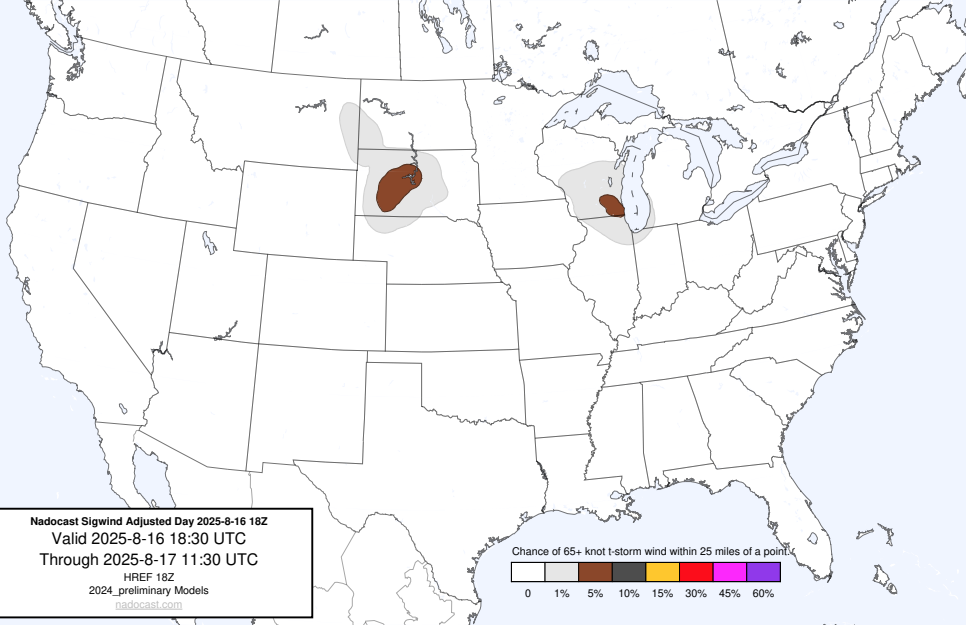 Nadocast Sigwind Adjusted Day 2025-8-16 18Z
Valid 2025-8-16 18:30 UTC
Through 2025-8-17 11:30 UTC
HREF 18Z
2024_preliminary Models
nadocast.com
Chance of 65+ knot t-storm wind within 25 miles of a point.
0 1% 5% 10% 15% 30% 45% 60%